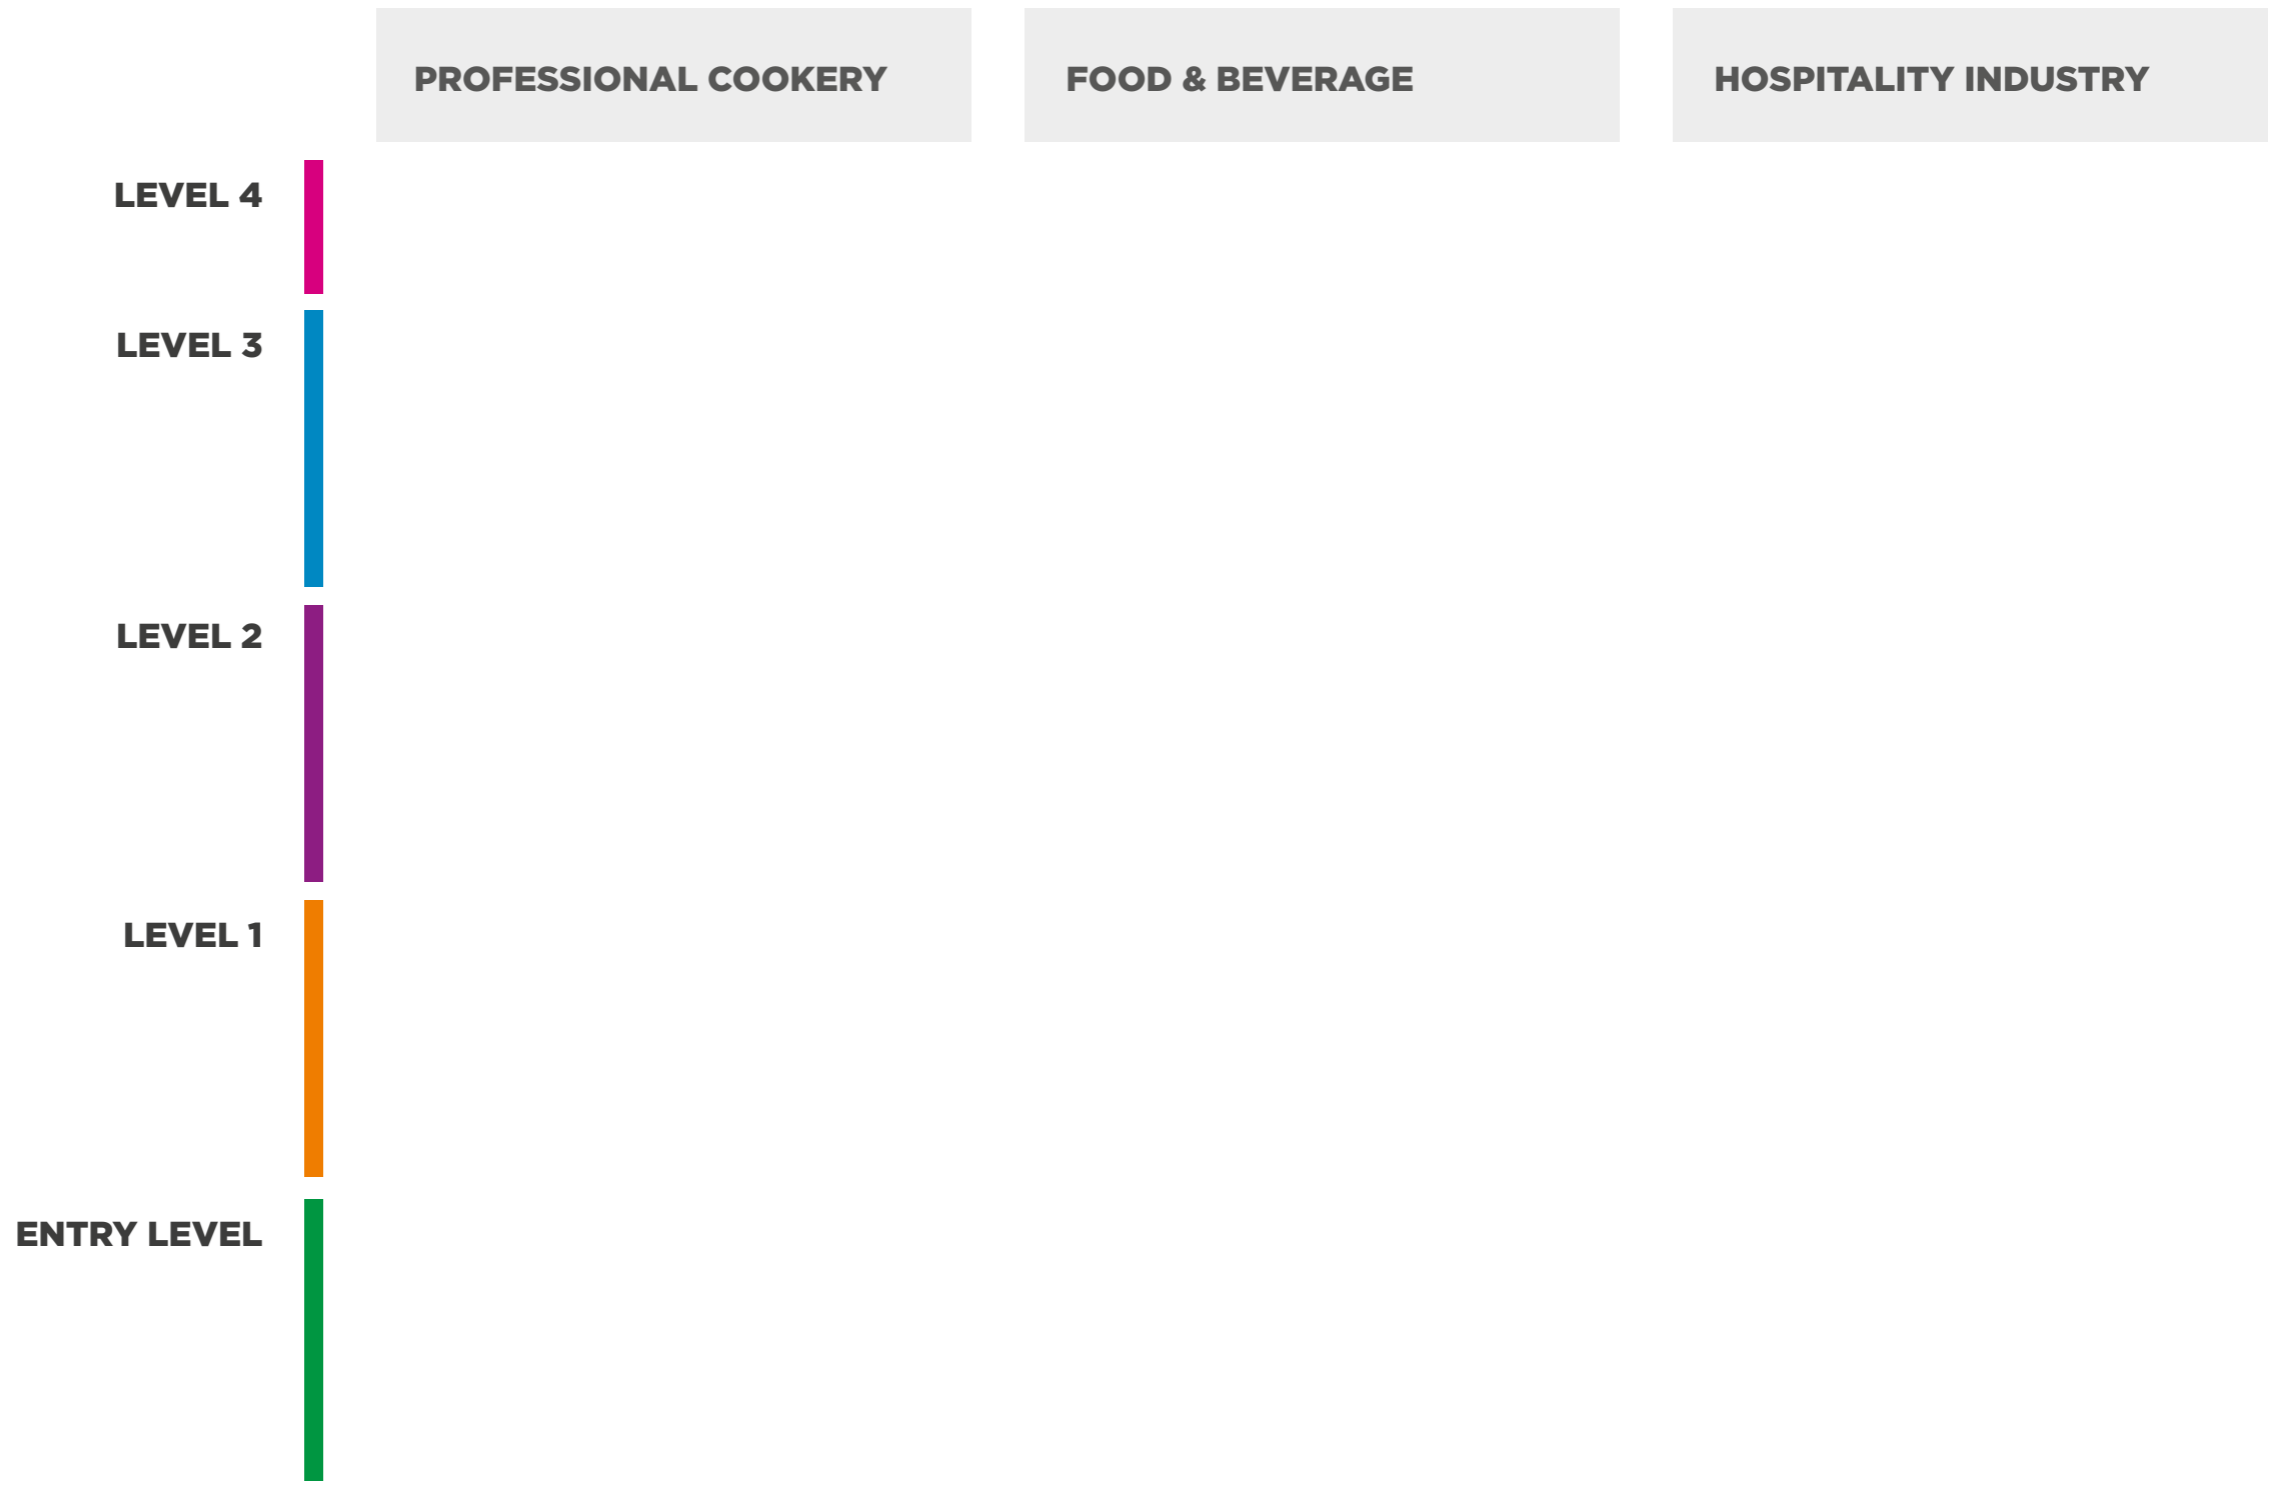 PROFESSIONAL COOKERY
FOOD & BEVERAGE
HOSPITALITY INDUSTRY
LEVEL 4
LEVEL 3
LEVEL 2
LEVEL 1
ENTRY LEVEL